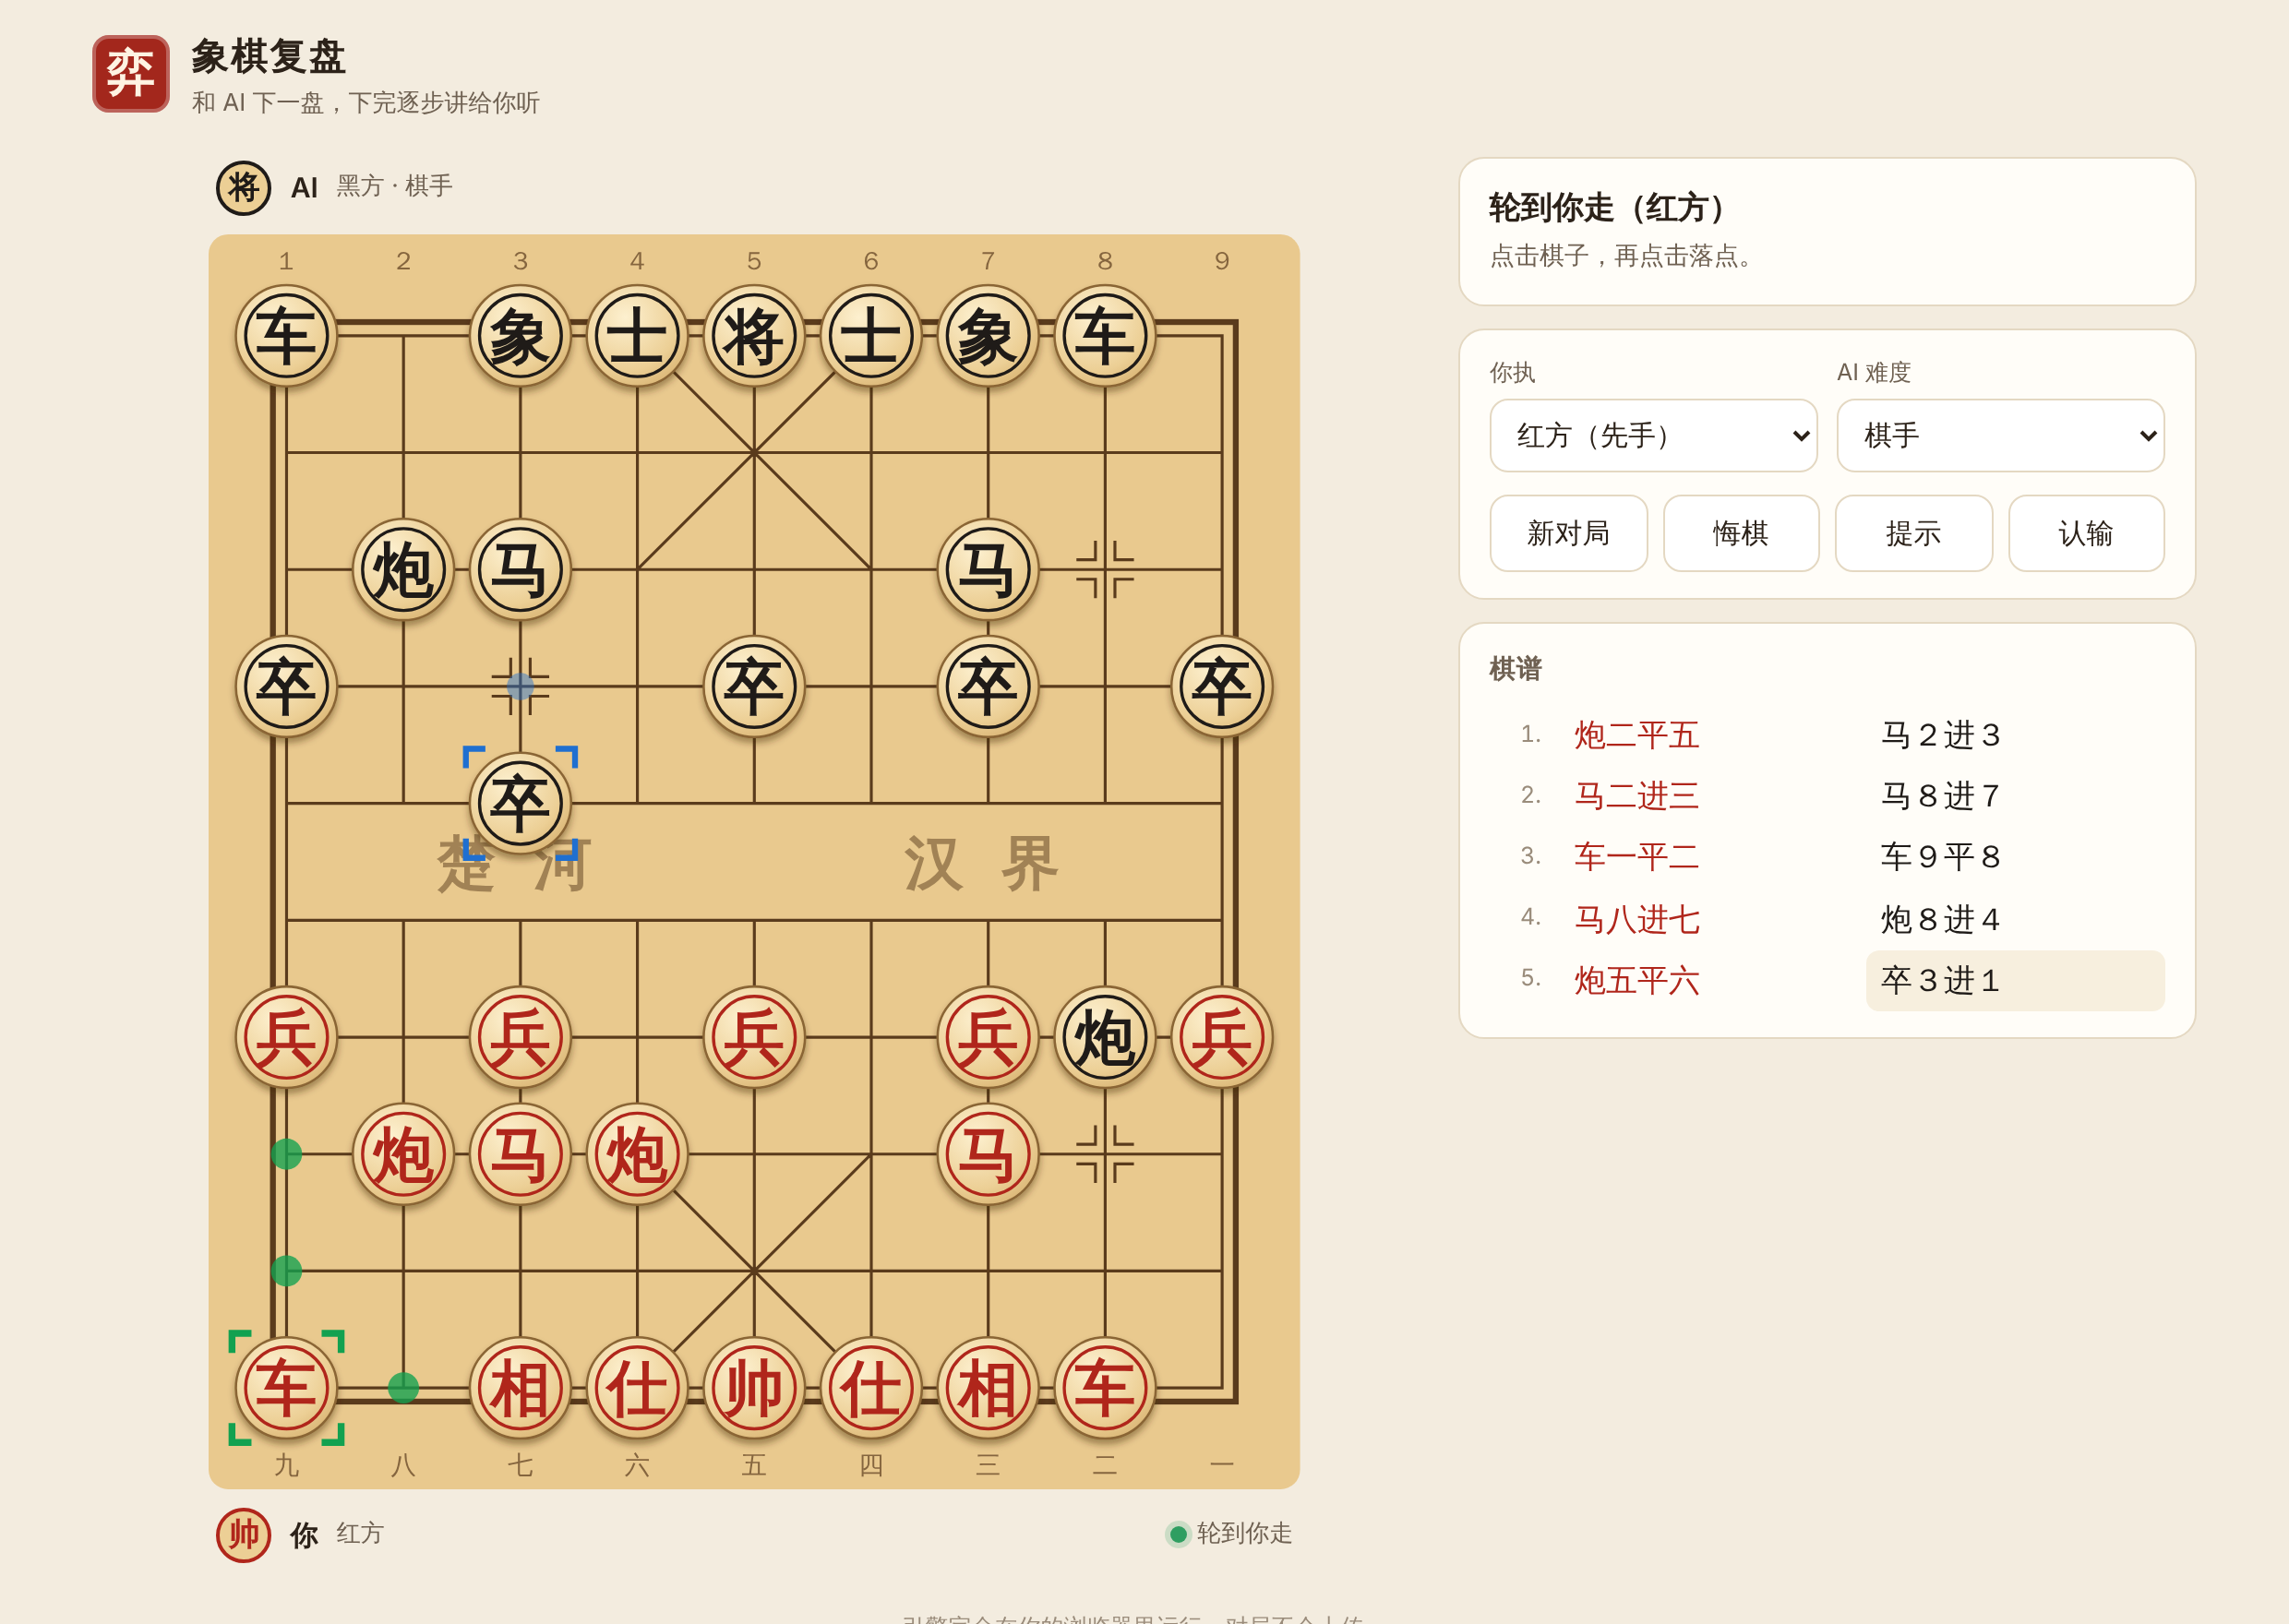 弈
象棋复盘
和 AI 下一盘，下完逐步讲给你听
将 AI 黑方 · 棋手
1 2 3 4 5 6 7 8 9
车 象 士 将 士 象 车
炮 马 马
卒 卒 卒 卒
卒
楚 河 汉 界
兵 兵 兵 兵 炮 兵
炮 马 炮 马
车 相 仕 帅 仕 相 车
九 八 七 六 五 四 三 二 一
帅 你 红方 轮到你走
轮到你走（红方）
点击棋子，再点击落点。
你执 AI 难度
红方（先手） 棋手
新对局 悔棋 提示 认输
棋谱
1. 炮二平五 马２进３
2. 马二进三 马８进７
3. 车一平二 车９平８
4. 马八进七 炮８进４
5. 炮五平六 卒３进１